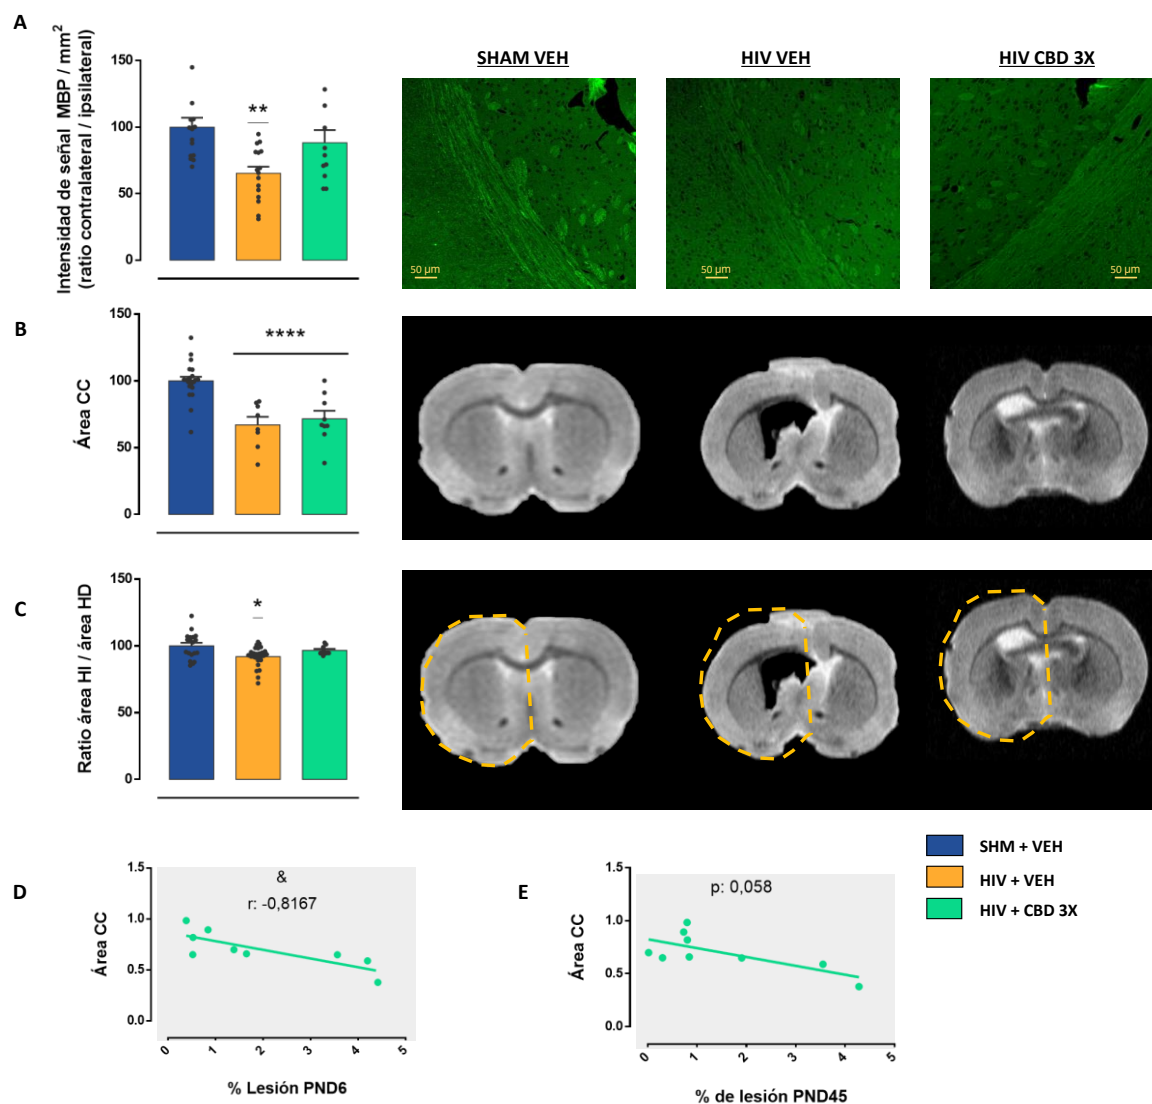 A
Intensidad de señal MBP / mm²
(ratio contralateral / ipsilateral)
150
100
50
0
**
SHAM VEH
HIV VEH
HIV CBD 3X
50 µm
50 µm
50 µm
B
Área CC
150
100
50
0
****
C
Ratio área HI / área HD
150
100
50
0
*
SHM + VEH
HIV + VEH
HIV + CBD 3X
D
Área CC
1.5
1.0
0.5
0.0
&
r: -0,8167
0
1
2
3
4
5
% Lesión PND6
E
Área CC
1.5
1.0
0.5
0.0
p: 0,058
0
1
2
3
4
5
% de lesión PND45